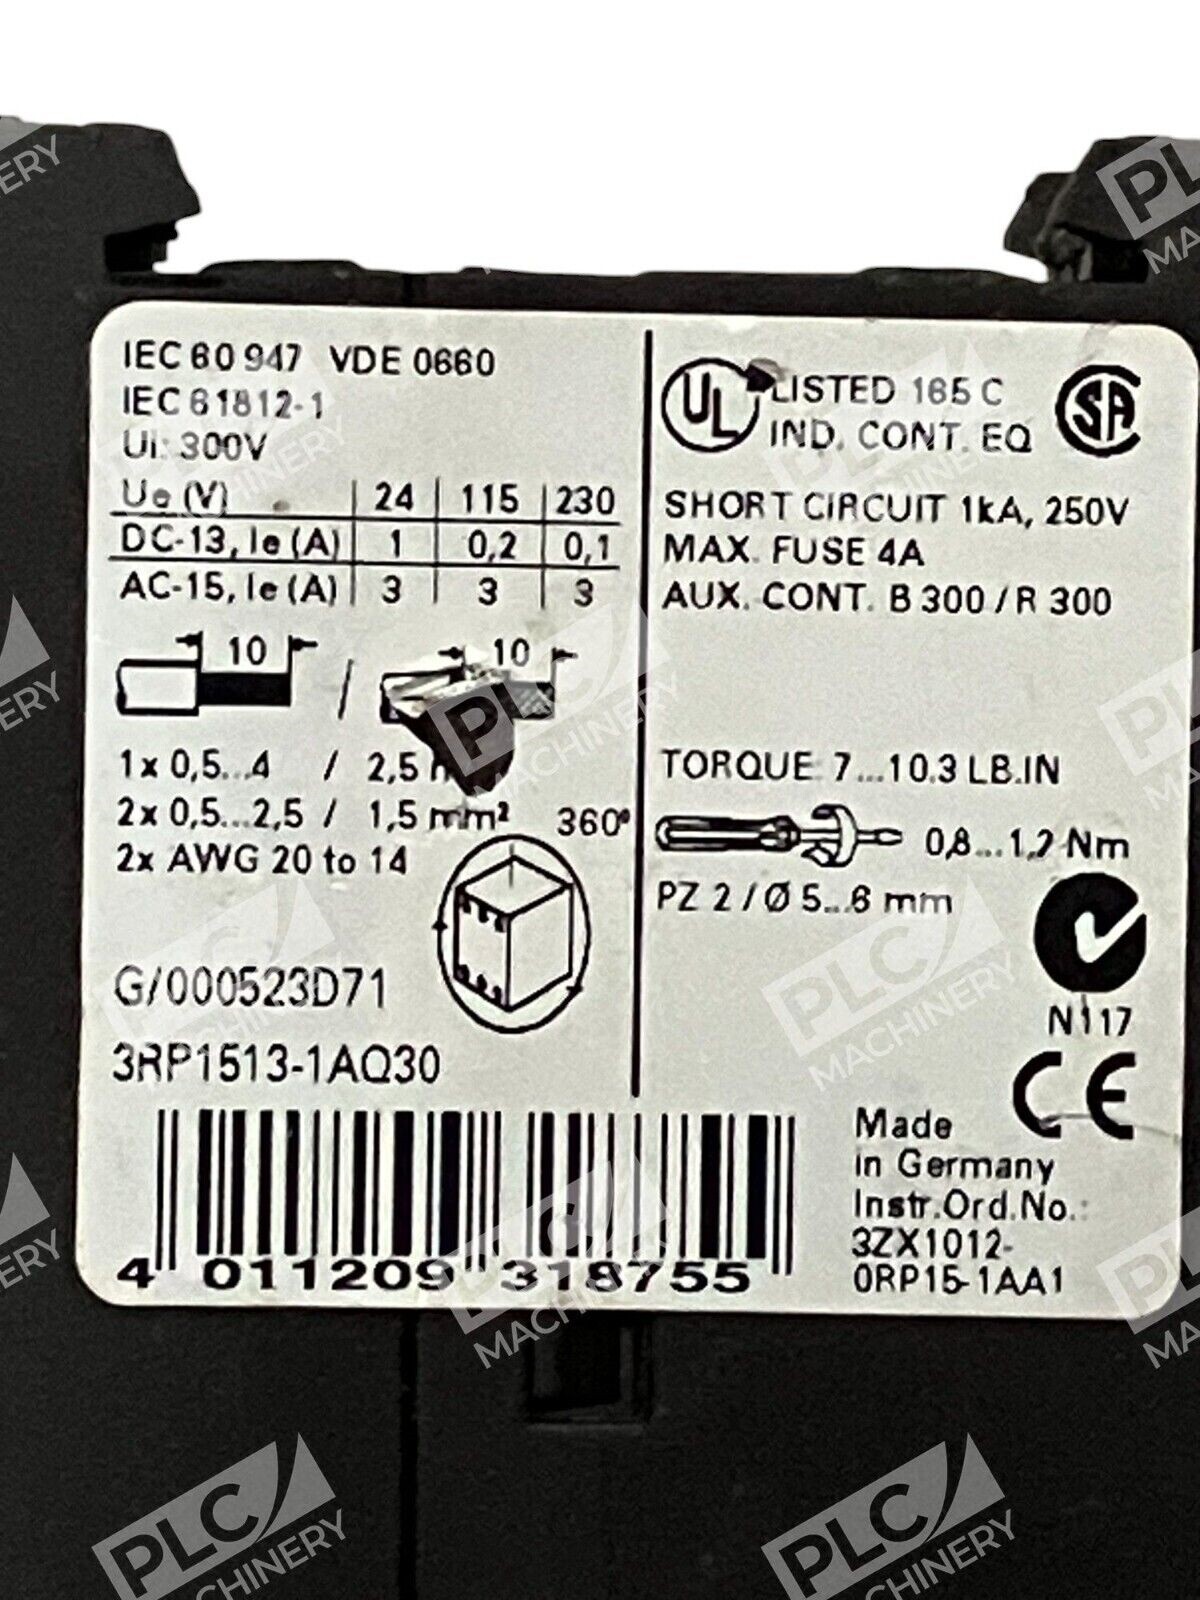 IEC 60 947 VDE 0660
IEC 61812-1
Ui: 300V
Ue (V) 24 115 230
DC-13, Ie (A) 1 0,2 0,1
AC-15, Ie (A) 3 3 3
10 / 10
1x 0,5...4 / 2,5
2x 0,5...2,5 / 1,5 mm²
2x AWG 20 to 14
360°
G/000523D71
3RP1513-1AQ30
4 011209 318755
UL LISTED 165 C
IND. CONT. EQ
SA
SHORT CIRCUIT 1kA, 250V
MAX. FUSE 4A
AUX. CONT. B 300 / R 300
TORQUE: 7...10.3 LB.IN
0,8...1,2 Nm
PZ 2 / Ø 5...6 mm
N117
CE
Made
in Germany
Instr.Ord.No.:
3ZX1012-
0RP15-1AA1
PLC MACHINERY